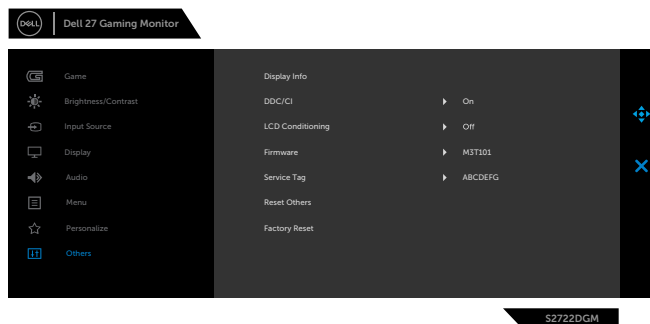 DELL
Dell 27 Gaming Monitor
Game
Display Info
Brightness/Contrast
DDC/CI
On
Input Source
LCD Conditioning
Off
Display
Firmware
M3T101
Audio
Service Tag
ABCDEFG
Menu
Reset Others
Personalize
Factory Reset
Others
S2722DGM